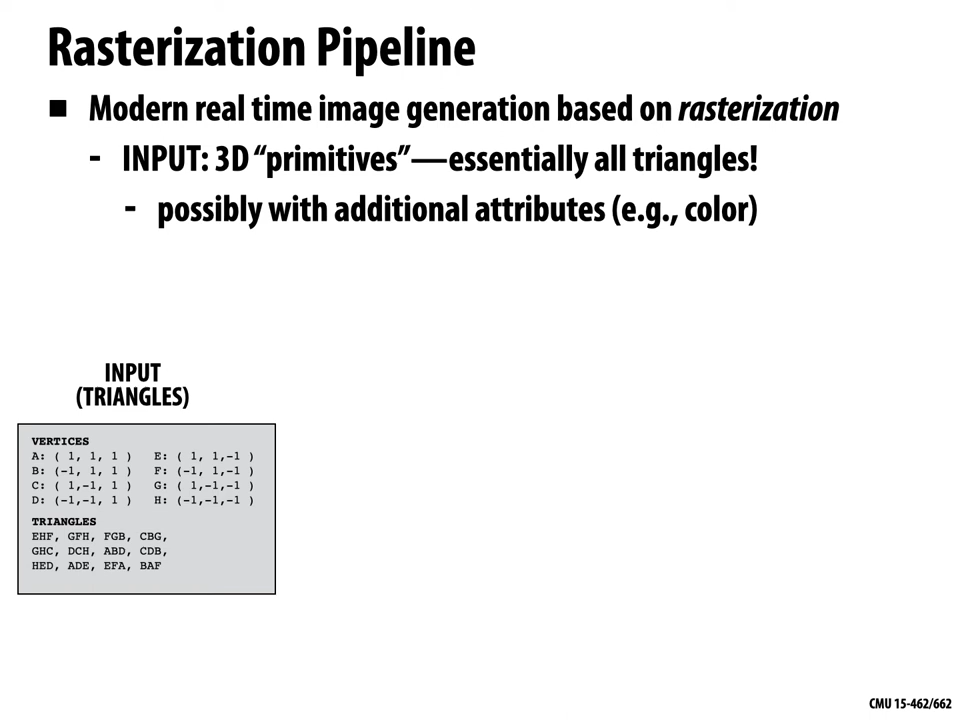 Rasterization Pipeline
■ Modern real time image generation based on rasterization
- INPUT: 3D “primitives”—essentially all triangles!
- possibly with additional attributes (e.g., color)
INPUT
(TRIANGLES)
VERTICES
A: ( 1, 1, 1 ) E: ( 1, 1,-1 )
B: (-1, 1, 1 ) F: (-1, 1,-1 )
C: ( 1,-1, 1 ) G: ( 1,-1,-1 )
D: (-1,-1, 1 ) H: (-1,-1,-1 )
TRIANGLES
EHF, GFH, FGB, CBG,
GHC, DCH, ABD, CDB,
HED, ADE, EFA, BAF
CMU 15-462/662